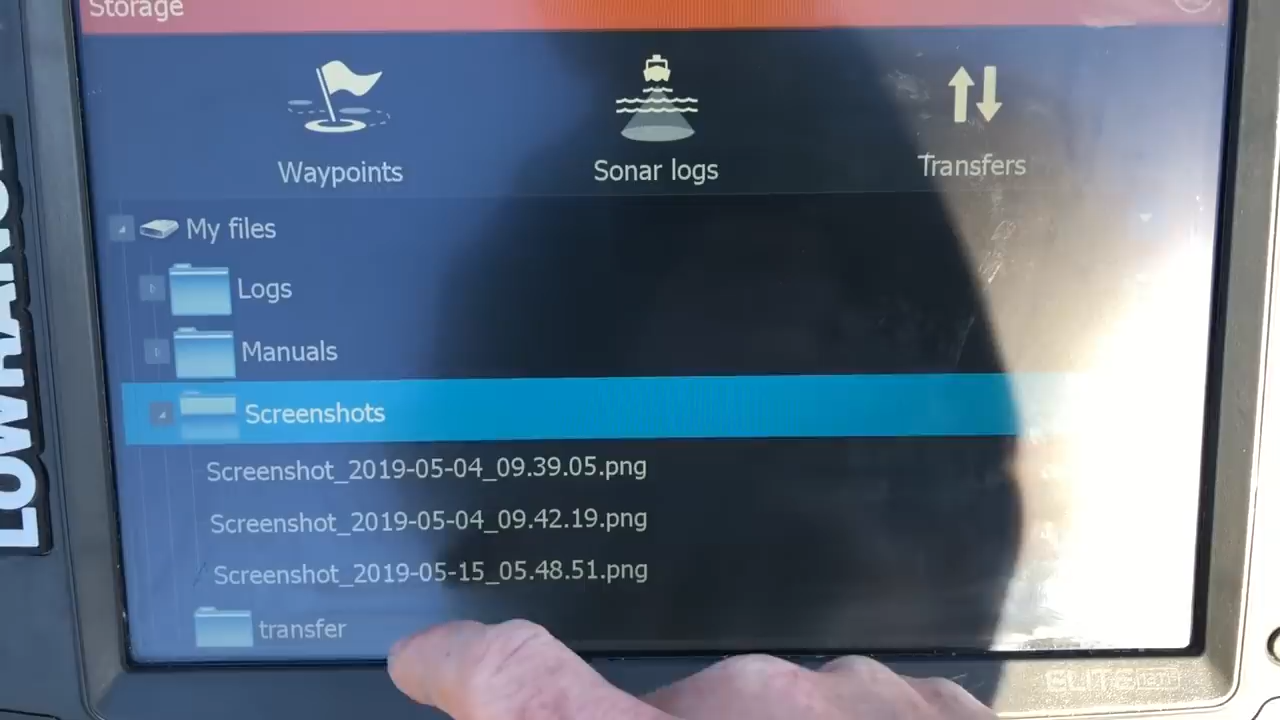 Storage
Waypoints
Sonar logs
Transfers
My files
Logs
Manuals
Screenshots
Screenshot_2019-05-04_09.39.05.png
Screenshot_2019-05-04_09.42.19.png
Screenshot_2019-05-15_05.48.51.png
transfer
LOWRANCE
ELITE